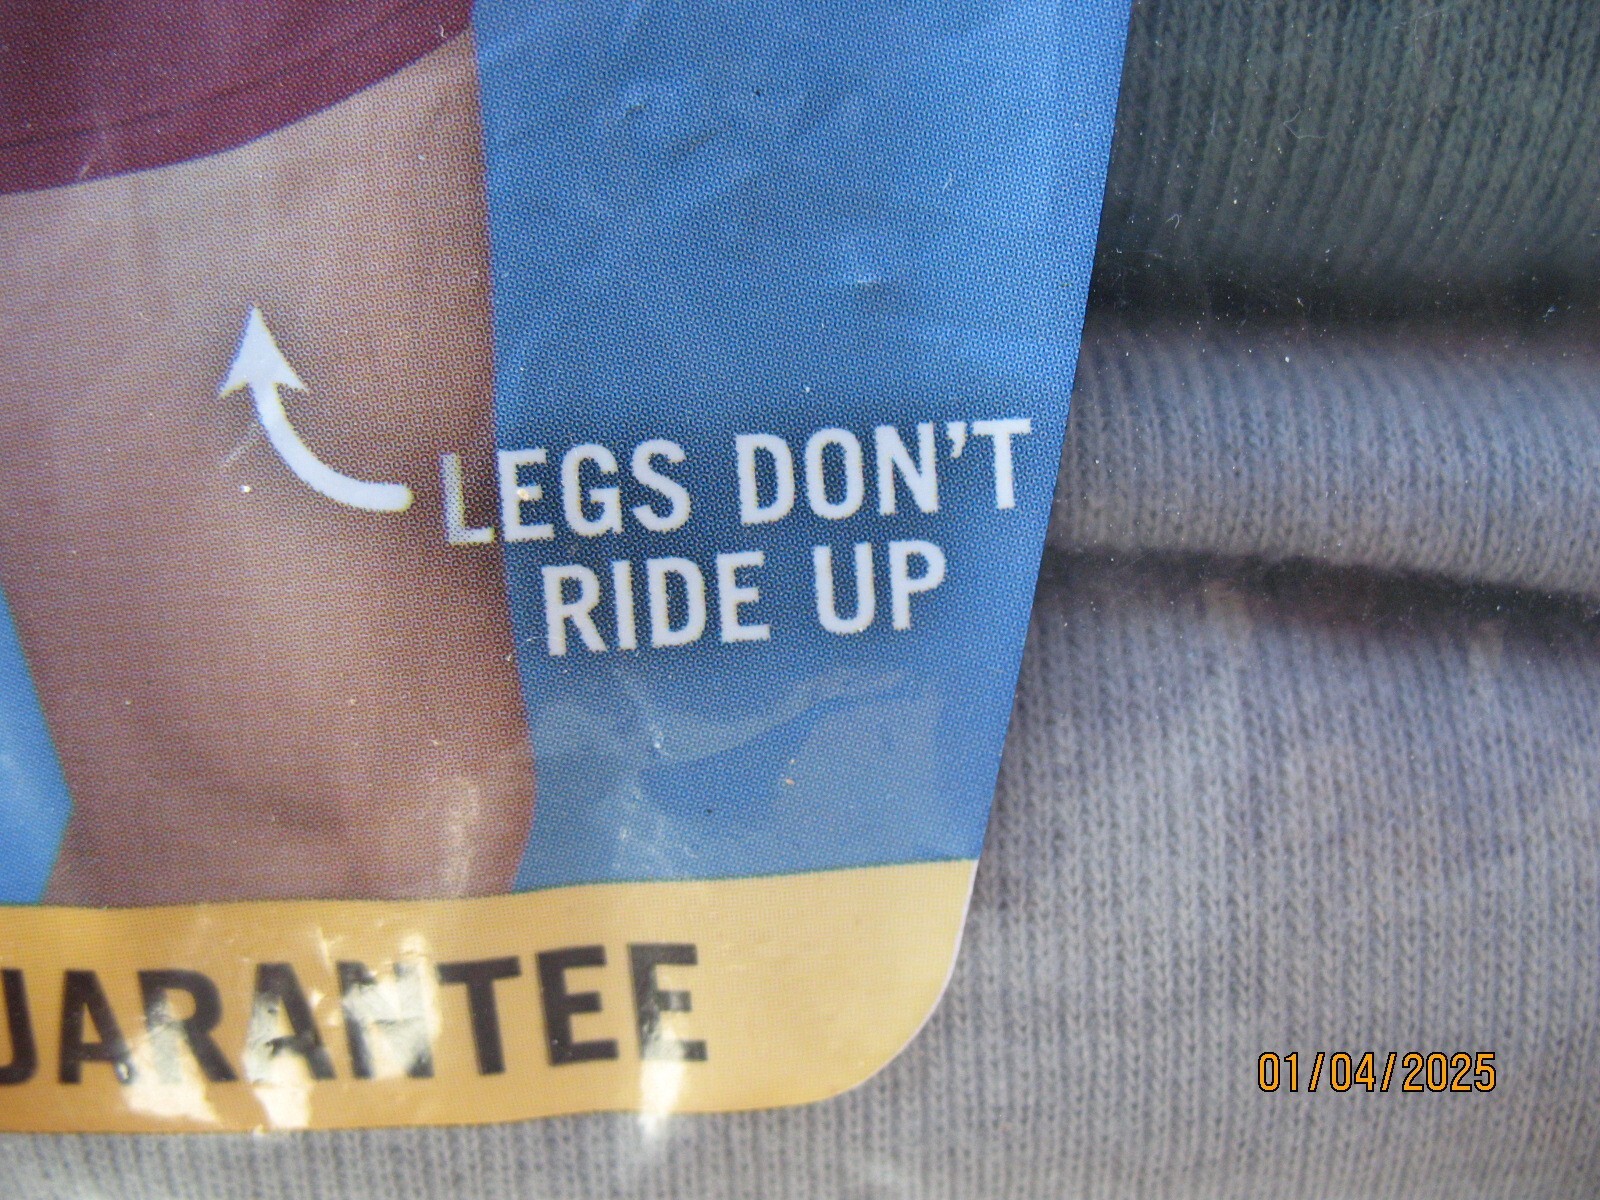 LEGS DON'T
RIDE UP
UARANTEE
01/04/2025